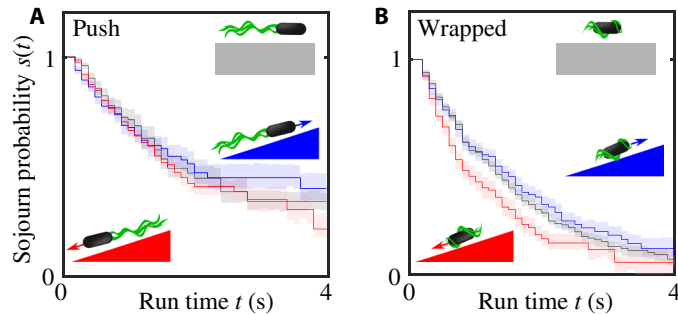 A
Push
B
Wrapped
Sojourn probability s(t)
1
0
0
Run time t (s)
4
1
0
0
Run time t (s)
4